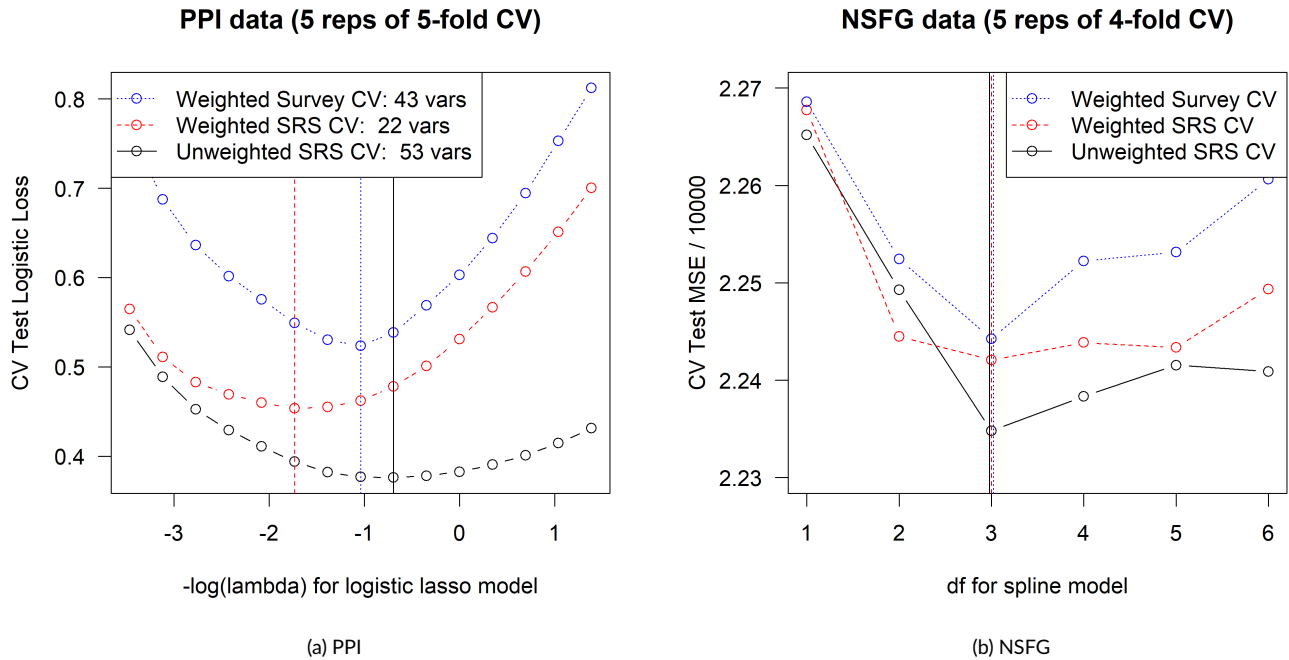 PPI data (5 reps of 5-fold CV)
CV Test Logistic Loss
0.8
0.7
0.6
0.5
0.4
Weighted Survey CV: 43 vars
Weighted SRS CV: 22 vars
Unweighted SRS CV: 53 vars
-3 -2 -1 0 1
-log(lambda) for logistic lasso model
(a) PPI
NSFG data (5 reps of 4-fold CV)
CV Test MSE / 10000
2.27
2.26
2.25
2.24
2.23
Weighted Survey CV
Weighted SRS CV
Unweighted SRS CV
1 2 3 4 5 6
df for spline model
(b) NSFG